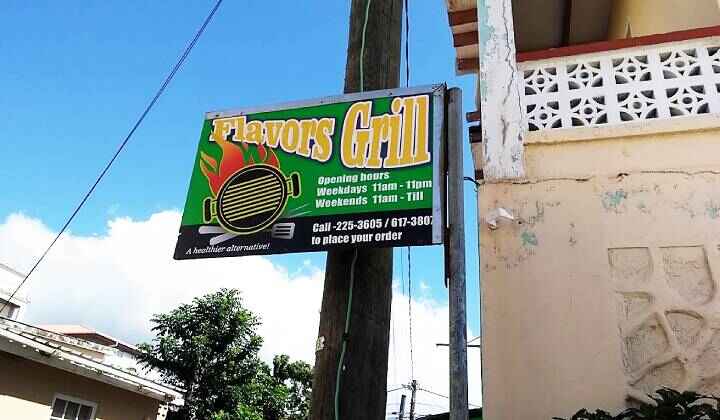 Flavors Grill
Opening hours
Weekdays 11am - 11pm
Weekends 11am - Till
Call -225-3605 / 617-3807
to place your order
A healthier alternative!